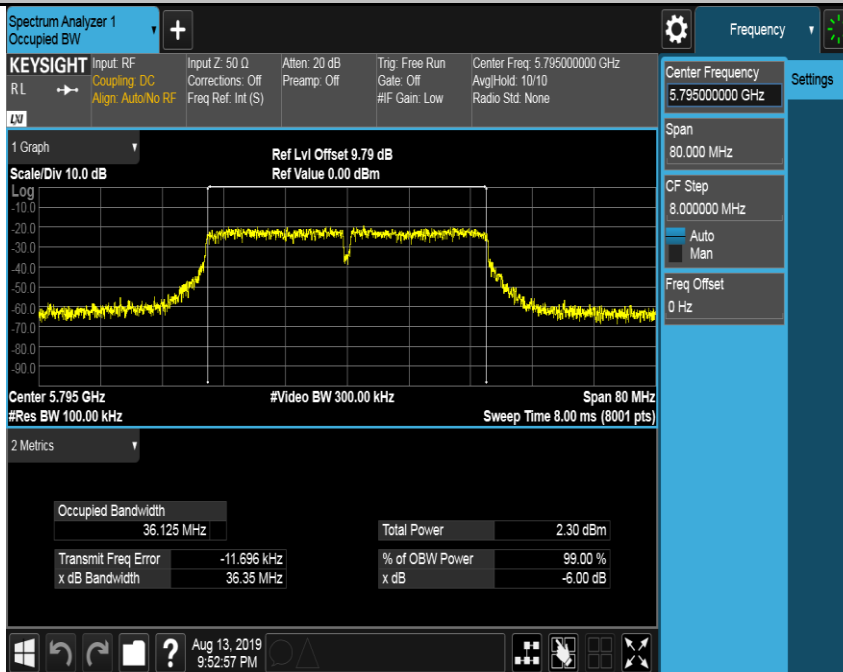 Spectrum Analyzer 1
Occupied BW
+
Frequency
KEYSIGHT
RL
LXI
Input: RF
Coupling: DC
Align: Auto/No RF
Input Z: 50 Ω
Corrections: Off
Freq Ref: Int (S)
Atten: 20 dB
Preamp: Off
Trig: Free Run
Gate: Off
#IF Gain: Low
Center Freq: 5.795000000 GHz
Avg|Hold: 10/10
Radio Std: None
Center Frequency
5.795000000 GHz
Settings
Span
80.000 MHz
CF Step
8.000000 MHz
Auto
Man
Freq Offset
0 Hz
1 Graph
Scale/Div 10.0 dB
Ref Lvl Offset 9.79 dB
Ref Value 0.00 dBm
Log
-10.0
-20.0
-30.0
-40.0
-50.0
-60.0
-70.0
-80.0
-90.0
Center 5.795 GHz
#Video BW 300.00 kHz
Span 80 MHz
#Res BW 100.00 kHz
Sweep Time 8.00 ms (8001 pts)
2 Metrics
Occupied Bandwidth
36.125 MHz
Total Power 2.30 dBm
Transmit Freq Error -11.696 kHz
% of OBW Power 99.00 %
x dB Bandwidth 36.35 MHz
x dB -6.00 dB
?
Aug 13, 2019
9:52:57 PM